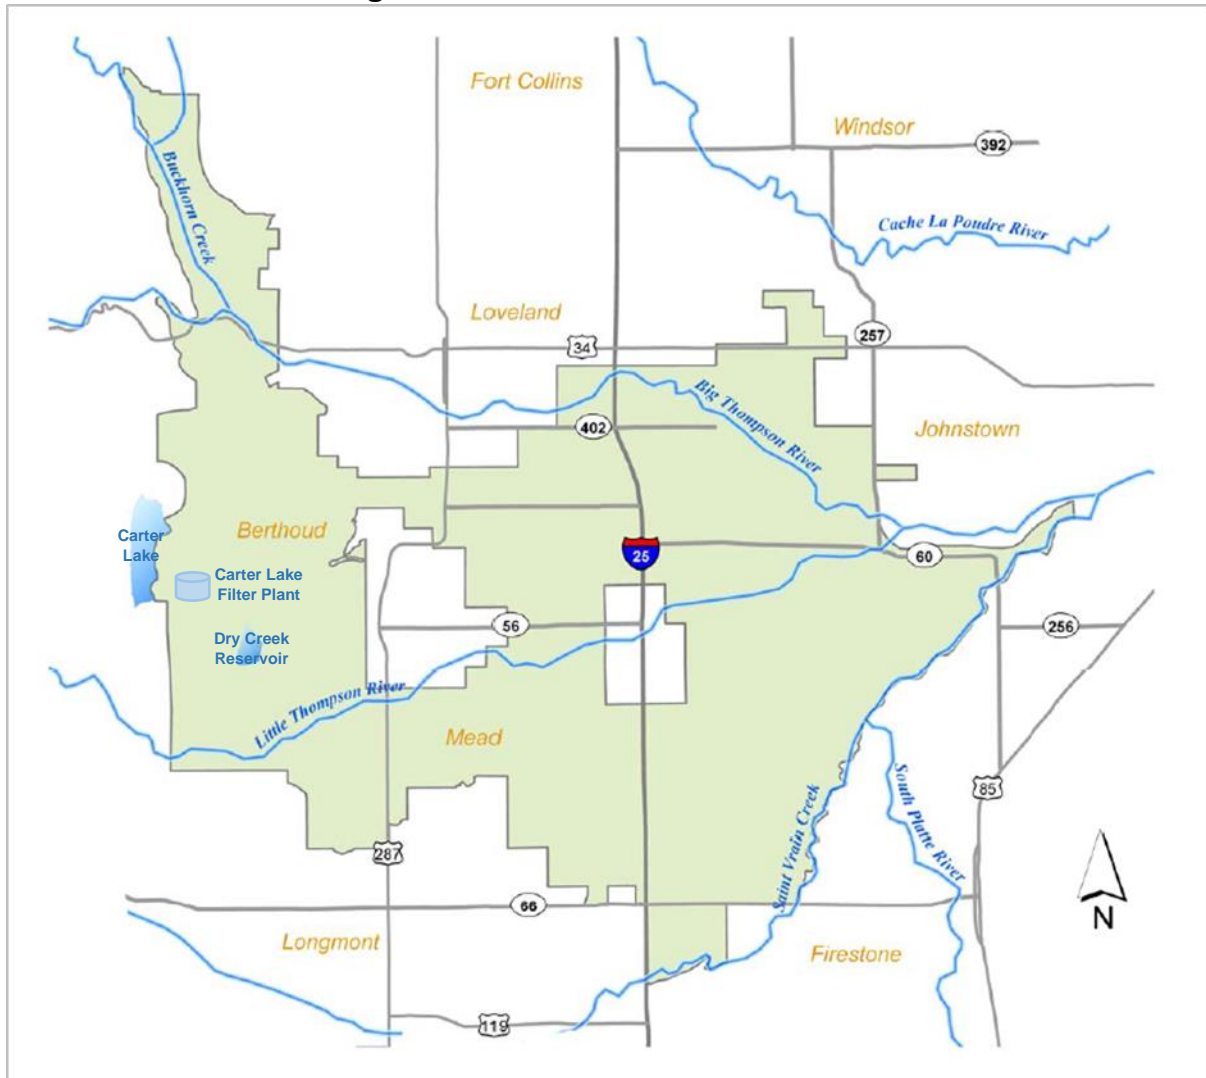 Fort Collins
Windsor
392
Buckhorn Creek
Cache La Poudre River
Loveland
257
34
Big Thompson River
402
Johnstown
Berthoud
Carter
Lake
25
60
Carter Lake
Filter Plant
56
256
Dry Creek
Reservoir
Little Thompson River
Mead
South Platte River
85
Saint Vrain Creek
287
66
N
Longmont
Firestone
119